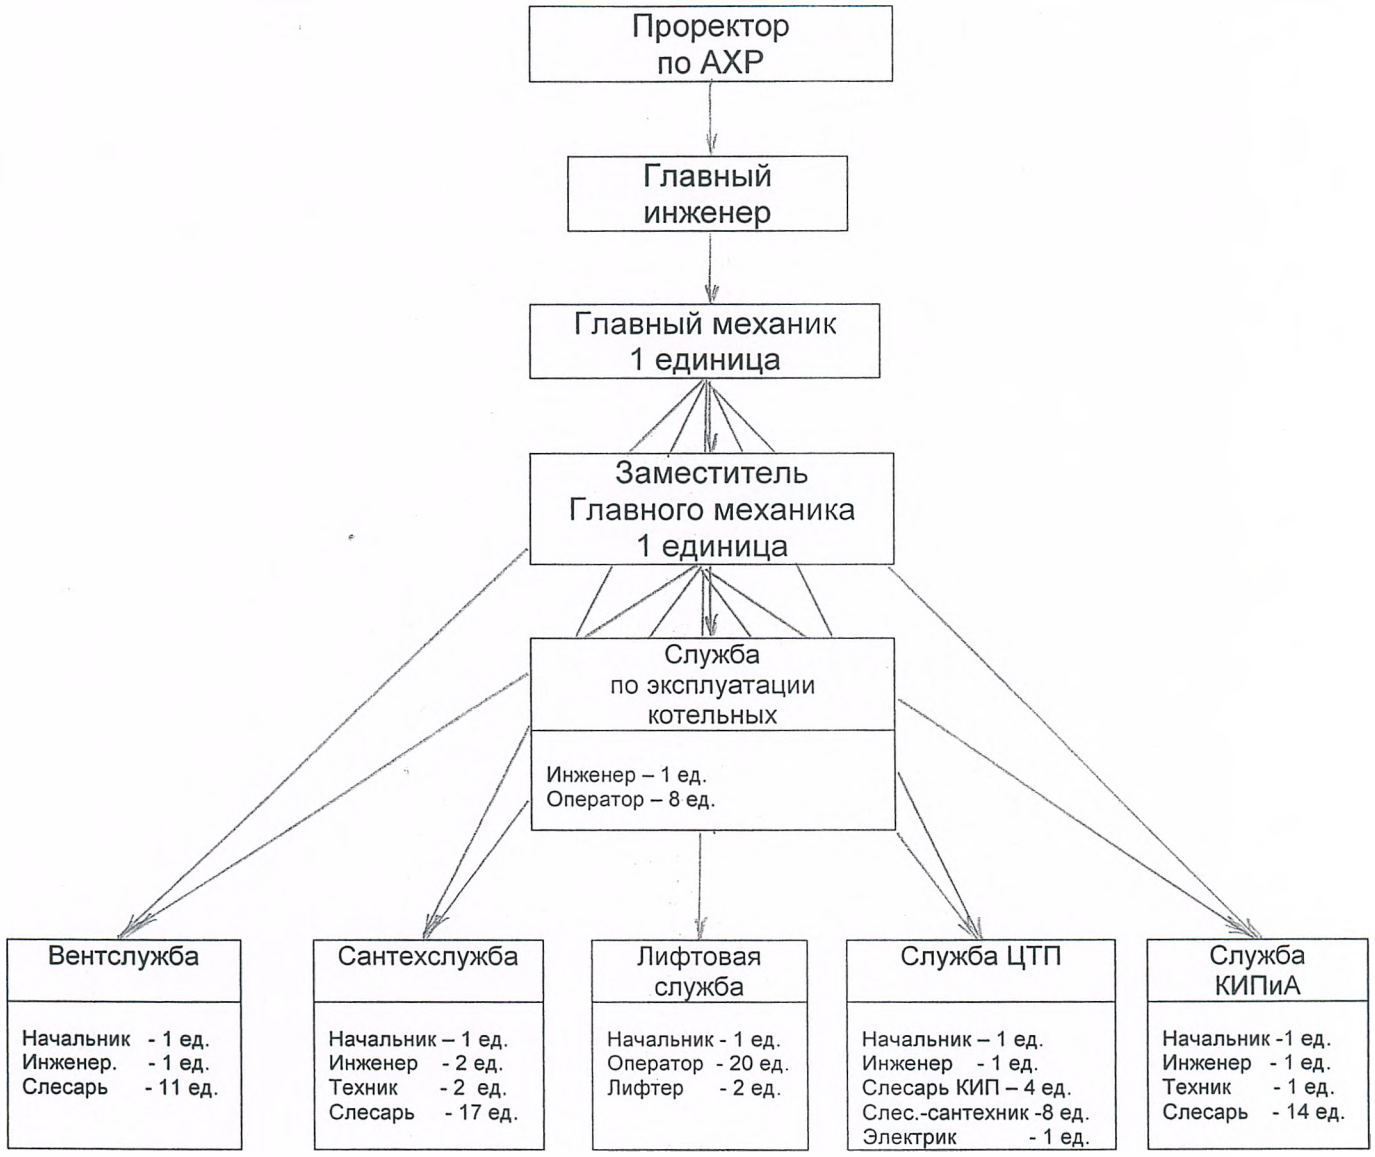 Проректор
по АХР
Главный
инженер
Главный механик
1 единица
Заместитель
Главного механика
1 единица
Служба
по эксплуатации
котельных
Инженер – 1 ед.
Оператор – 8 ед.
Вентслужба
Начальник - 1 ед.
Инженер. - 1 ед.
Слесарь - 11 ед.
Сантехслужба
Начальник – 1 ед.
Инженер - 2 ед.
Техник - 2 ед.
Слесарь - 17 ед.
Лифтовая
служба
Начальник - 1 ед.
Оператор - 20 ед.
Лифтер - 2 ед.
Служба ЦТП
Начальник – 1 ед.
Инженер - 1 ед.
Слесарь КИП – 4 ед.
Слес.-сантехник -8 ед.
Электрик - 1 ед.
Служба
КИПиА
Начальник -1 ед.
Инженер - 1 ед.
Техник - 1 ед.
Слесарь - 14 ед.